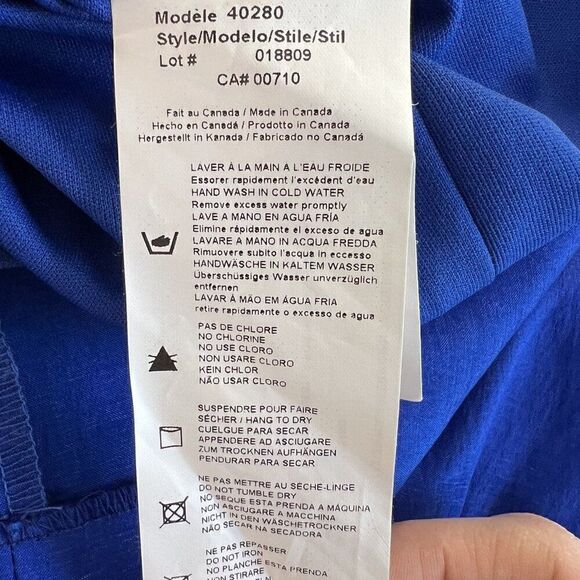 Modèle 40280
Style/Modelo/Stile/Stil
Lot # 018809
CA# 00710
Fait au Canada / Made in Canada
Hecho en Canadá / Prodotto in Canada
Hergestellt in Kanada / Fabricado no Canada
LAVER À LA MAIN A L'EAU FROIDE
Essorer rapidement l'excédent d'eau
HAND WASH IN COLD WATER
Remove excess water promptly
LAVE A MANO EN AGUA FRÍA
Elimine rápidamente el exceso de agua
LAVARE A MANO IN ACQUA FREDDA
Rimuovere subito l'acqua in eccesso
HANDWÄSCHE IN KALTEM WASSER
Überschüssiges Wasser unverzüglich
entfernen
LAVAR À MÃO EM ÁGUA FRIA
retire rapidamente o excesso de água
PAS DE CHLORE
NO CHLORINE
NO USE CLORO
NON USARE CLORO
KEIN CHLOR
NÃO USAR CLORO
SUSPENDRE POUR FAIRE
SÉCHER / HANG TO DRY
CUELGUE PARA SECAR
APPENDERE AD ASCIUGARE
ZUM TROCKNEN AUFHÄNGEN
PENDURAR PARA SECAR
NE PAS METTRE AU SÈCHE-LINGE
DO NOT TUMBLE DRY
NO SEQUE ESTA PRENDA A MÁQUINA
NON ASCIUGARE A MACCHINA
NICHT IN DEN WÄSCHETROCKNER
NÃO SECAR NA SECADORA
NE PAS REPASSER
DO NOT IRON
NO PLANCHE ESTA PRENDA
NON STIRARE